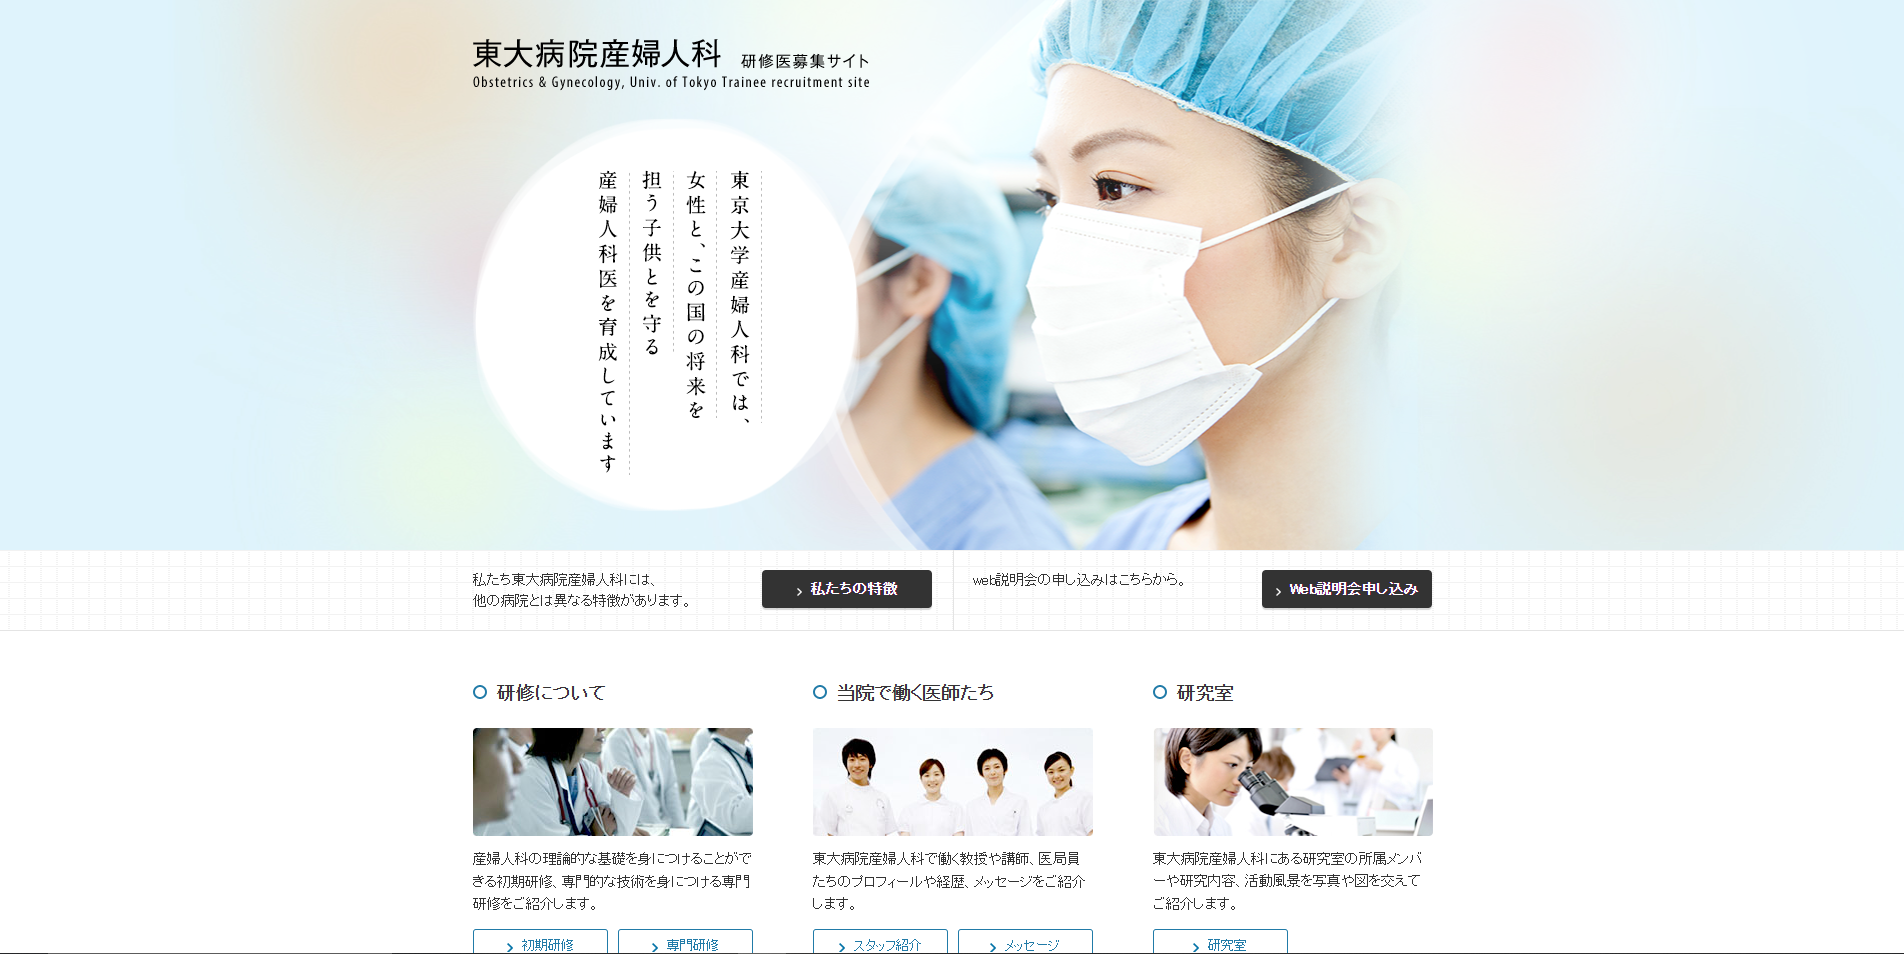 東大病院産婦人科 研修医募集サイト
Obstetrics & Gynecology, Univ. of Tokyo Trainee recruitment site
東京大学産婦人科では、
女性と、この国の将来を
担う子供とを守る
産婦人科医を育成しています
私たち東大病院産婦人科には、
他の病院とは異なる特徴があります。
私たちの特徴
web説明会の申し込みはこちらから。
Web説明会申し込み
研修について
産婦人科の理論的な基礎を身につけることがで
きる初期研修、専門的な技術を身につける専門
研修をご紹介します。
初期研修
専門研修
当院で働く医師たち
東大病院産婦人科で働く教授や講師、医局員
たちのプロフィールや経歴、メッセージをご紹介
します。
スタッフ紹介
メッセージ
研究室
東大病院産婦人科にある研究室の所属メンバ
ーや研究内容、活動風景を写真や図を交えて
ご紹介します。
研究室